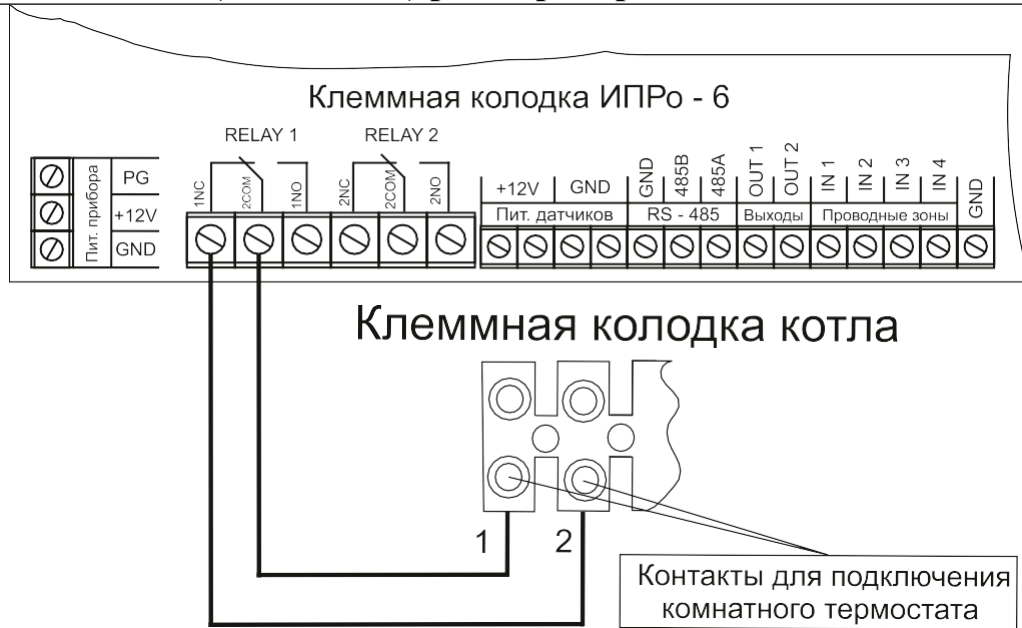 Клеммная колодка ИПРо - 6
RELAY 1
RELAY 2
Пит. прибора
PG
+12V
GND
1NC
2COM
1NO
2NC
2COM
2NO
+12V
GND
GND
485B
485A
OUT 1
OUT 2
IN 1
IN 2
IN 3
IN 4
GND
Пит. датчиков
RS - 485
Выходы
Проводные зоны
Клеммная колодка котла
1
2
Контакты для подключения
комнатного термостата